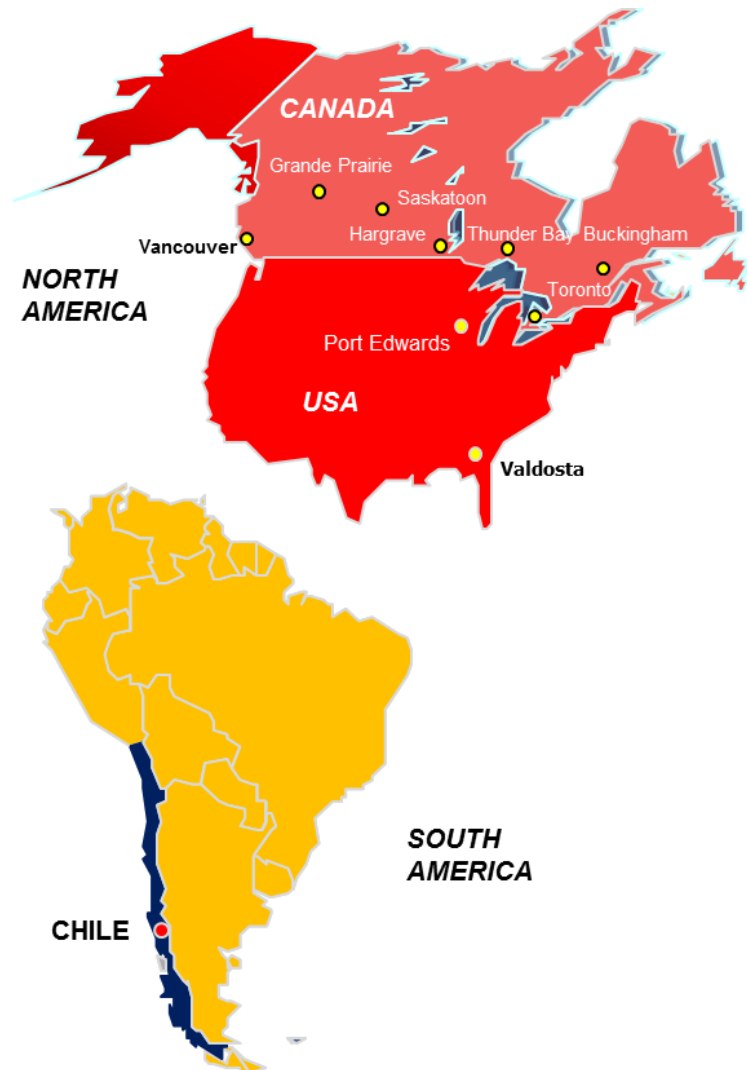 CANADA
Grande Prairie
Saskatoon
Hargrave
Thunder Bay
Buckingham
Vancouver
NORTH
AMERICA
Toronto
Port Edwards
USA
Valdosta
SOUTH
AMERICA
CHILE